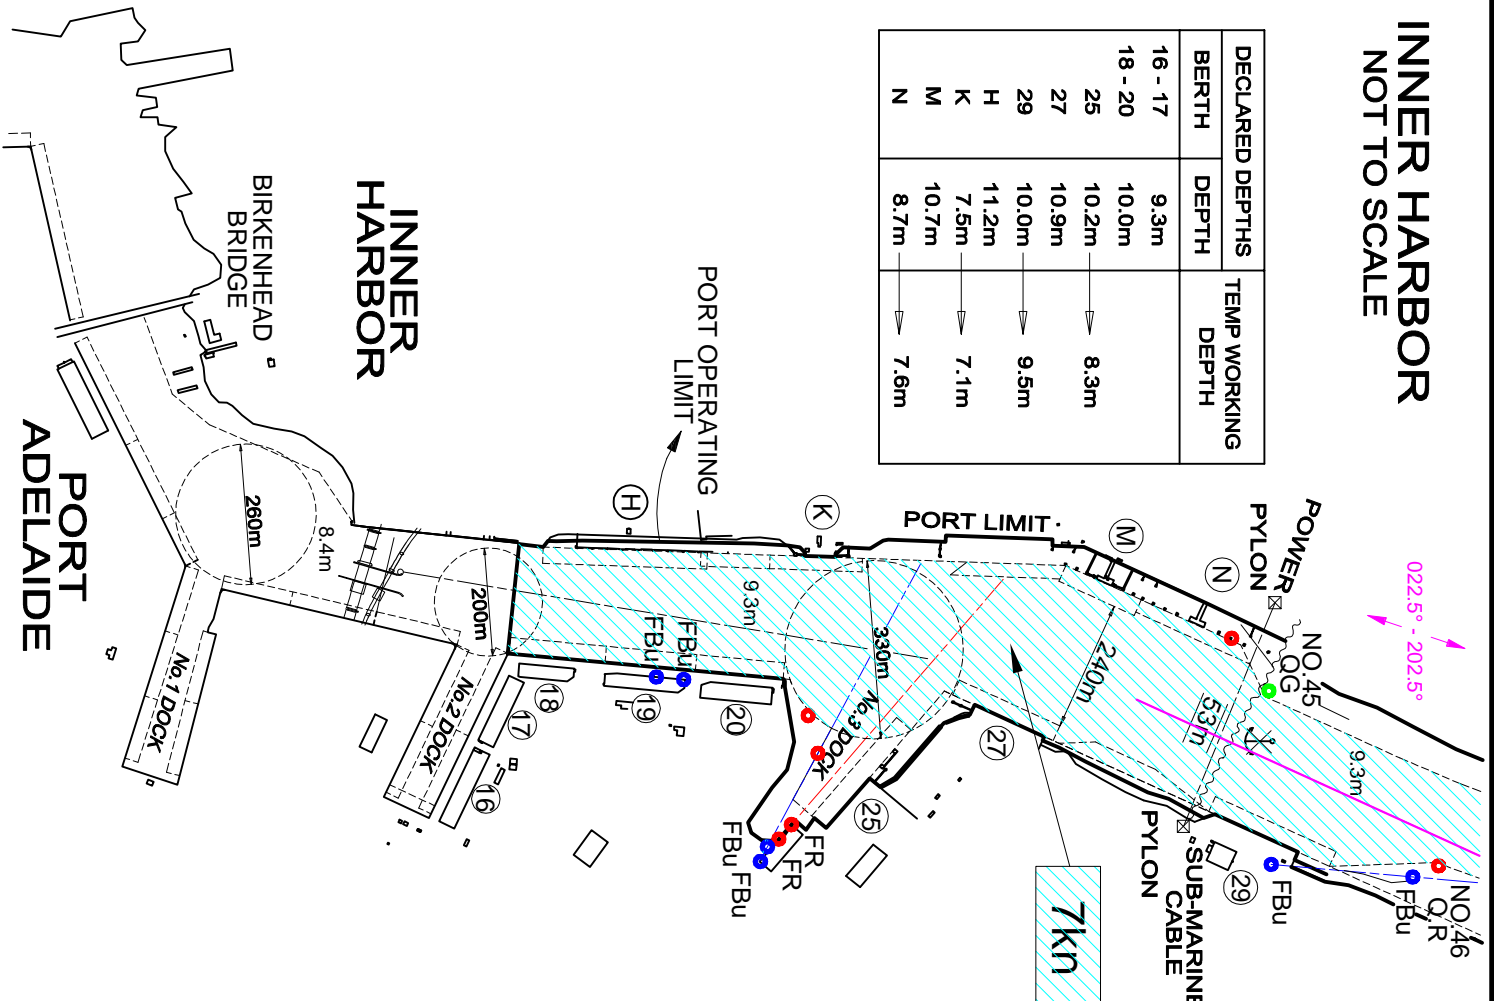 INNER HARBOR
NOT TO SCALE
DECLARED DEPTHS
BERTH DEPTH TEMP WORKING DEPTH
16 - 17 9.3m
18 - 20 10.0m
25 10.2m 8.3m
27 10.9m
29 10.0m 9.5m
H 11.2m
K 7.5m 7.1m
M 10.7m
N 8.7m 7.6m
022.5° - 202.5°
POWER
PYLON
NO.45
QG
NO.46
Q.R
FBu
FBu
9.3m
53m
240m
N
M
PORT LIMIT
29
SUB-MARINE
CABLE
PYLON
7kn
27
25
K
330m
No.3 DOCK
FR
FR
FBu
FBu
9.3m
FBu
FBu
20
19
18
17
16
H
PORT OPERATING
LIMIT
INNER
HARBOR
200m
No.2 DOCK
8.4m
260m
No.1 DOCK
BIRKENHEAD
BRIDGE
PORT
ADELAIDE